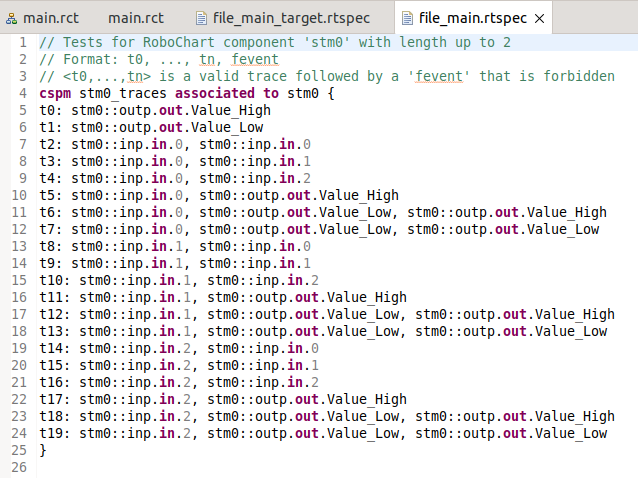 main.rct main.rct file_main_target.rtspec file_main.rtspec
1 // Tests for RoboChart component 'stm0' with length up to 2
2 // Format: t0, ..., tn, fevent
3 // <t0,...,tn> is a valid trace followed by a 'fevent' that is forbidden
4 cspm stm0_traces associated to stm0 {
5 t0: stm0::outp.out.Value_High
6 t1: stm0::outp.out.Value_Low
7 t2: stm0::inp.in.0, stm0::inp.in.0
8 t3: stm0::inp.in.0, stm0::inp.in.1
9 t4: stm0::inp.in.0, stm0::inp.in.2
10 t5: stm0::inp.in.0, stm0::outp.out.Value_High
11 t6: stm0::inp.in.0, stm0::outp.out.Value_Low, stm0::outp.out.Value_High
12 t7: stm0::inp.in.0, stm0::outp.out.Value_Low, stm0::outp.out.Value_Low
13 t8: stm0::inp.in.1, stm0::inp.in.0
14 t9: stm0::inp.in.1, stm0::inp.in.1
15 t10: stm0::inp.in.1, stm0::inp.in.2
16 t11: stm0::inp.in.1, stm0::outp.out.Value_High
17 t12: stm0::inp.in.1, stm0::outp.out.Value_Low, stm0::outp.out.Value_High
18 t13: stm0::inp.in.1, stm0::outp.out.Value_Low, stm0::outp.out.Value_Low
19 t14: stm0::inp.in.2, stm0::inp.in.0
20 t15: stm0::inp.in.2, stm0::inp.in.1
21 t16: stm0::inp.in.2, stm0::inp.in.2
22 t17: stm0::inp.in.2, stm0::outp.out.Value_High
23 t18: stm0::inp.in.2, stm0::outp.out.Value_Low, stm0::outp.out.Value_High
24 t19: stm0::inp.in.2, stm0::outp.out.Value_Low, stm0::outp.out.Value_Low
25 }
26